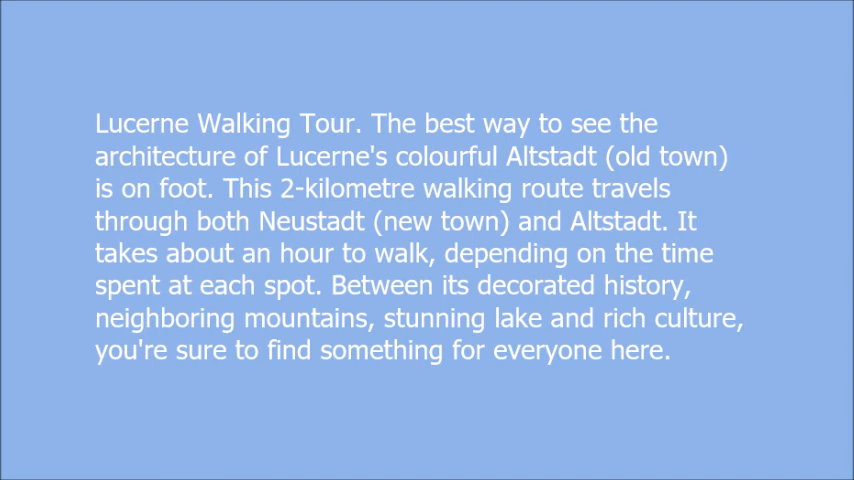 Lucerne Walking Tour. The best way to see the
architecture of Lucerne's colourful Altstadt (old town)
is on foot. This 2-kilometre walking route travels
through both Neustadt (new town) and Altstadt. It
takes about an hour to walk, depending on the time
spent at each spot. Between its decorated history,
neighboring mountains, stunning lake and rich culture,
you're sure to find something for everyone here.